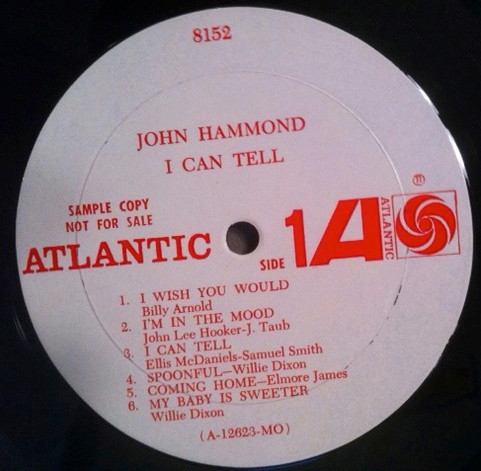 8152
JOHN HAMMOND
I CAN TELL
SAMPLE COPY
NOT FOR SALE
ATLANTIC
SIDE 1
A
ATLANTIC
®
1. I WISH YOU WOULD
Billy Arnold
2. I'M IN THE MOOD
John Lee Hooker-J. Taub
3. I CAN TELL
Ellis McDaniels-Samuel Smith
4. SPOONFUL—Willie Dixon
5. COMING HOME—Elmore James
6. MY BABY IS SWEETER
Willie Dixon
(A-12623-MO)